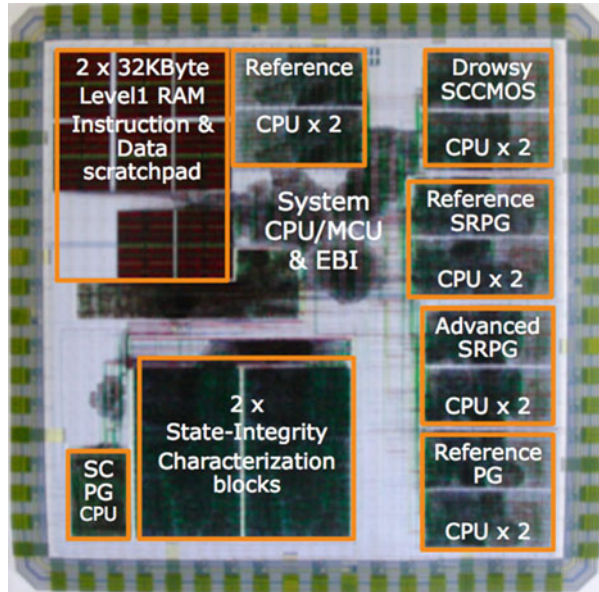 2 x 32KByte
Level1 RAM
Instruction &
Data
scratchpad
Reference
CPU x 2
Drowsy
SCCMOS
CPU x 2
System
CPU/MCU
& EBI
Reference
SRPG
CPU x 2
Advanced
SRPG
CPU x 2
2 x
State-Integrity
Characterization
blocks
SC
PG
CPU
Reference
PG
CPU x 2